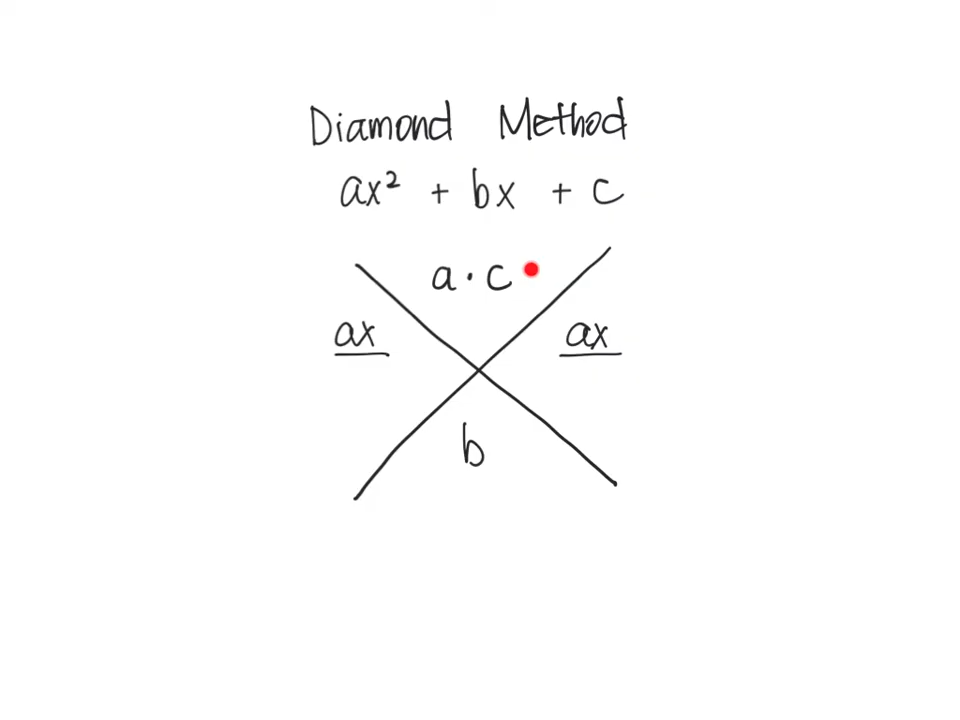 Diamond Method
ax² + bx + c
a · c
ax ax
b